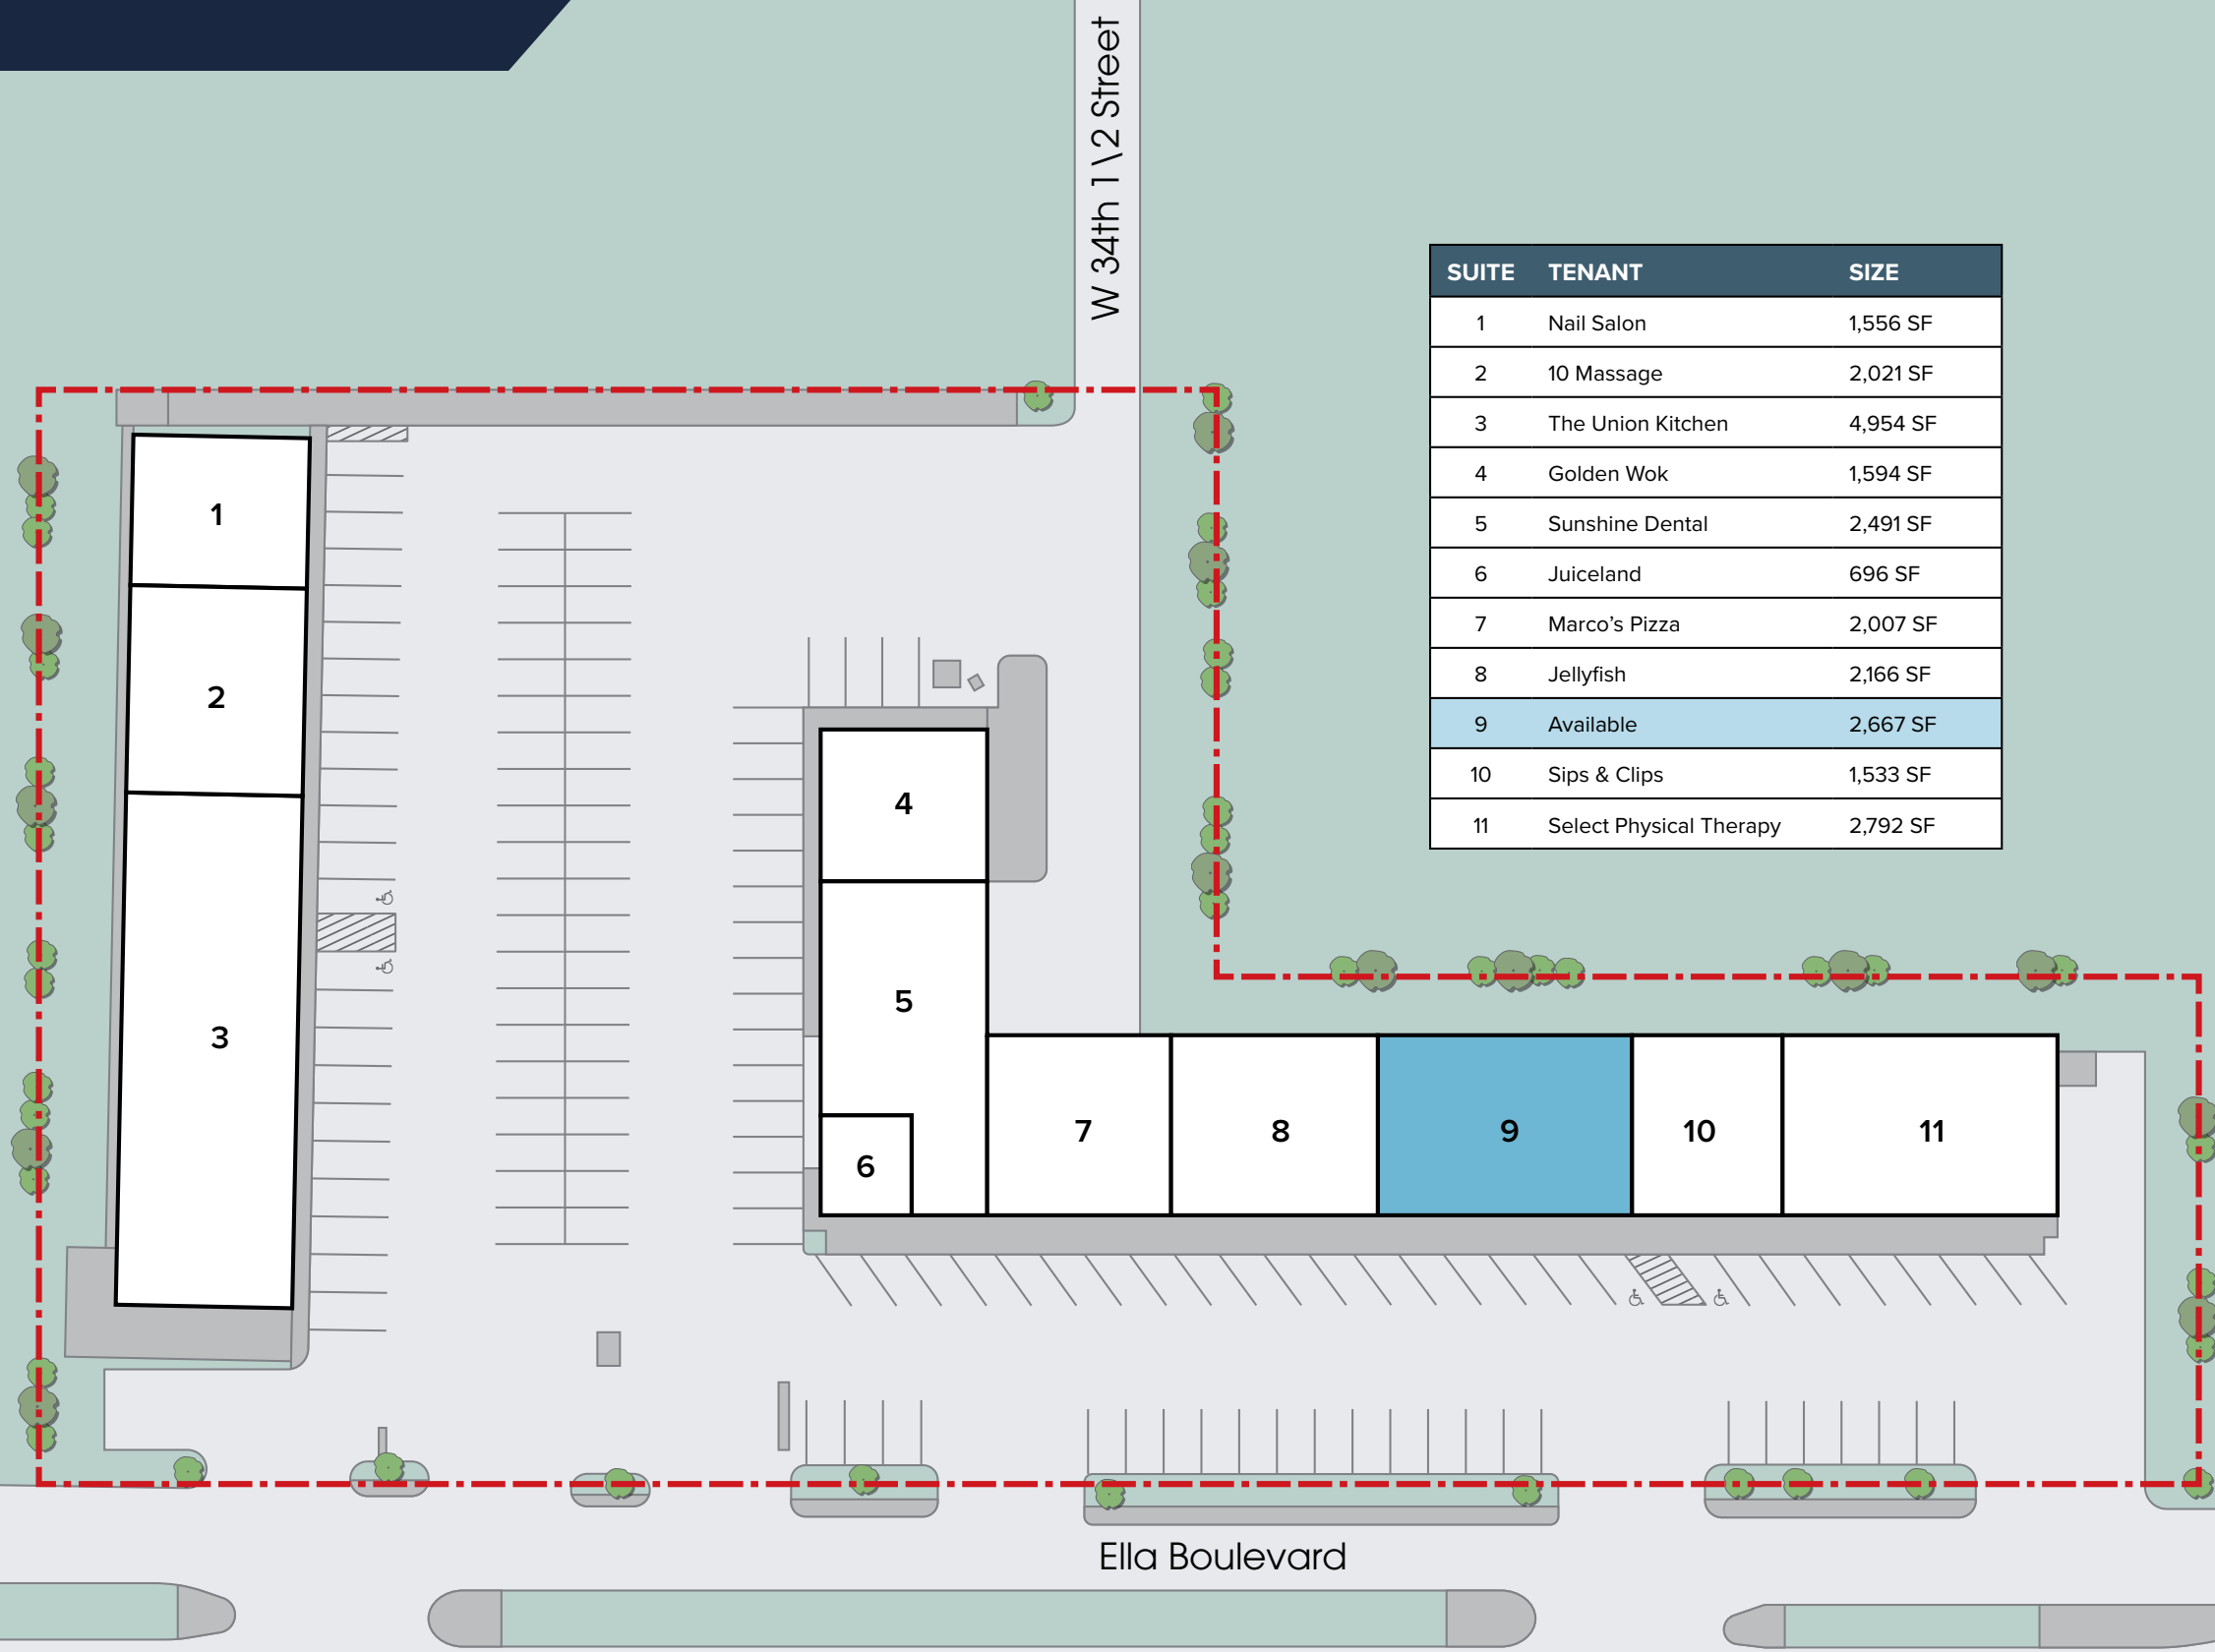 W 34th 1\2 Street
SUITE TENANT SIZE
1 Nail Salon 1,556 SF
2 10 Massage 2,021 SF
3 The Union Kitchen 4,954 SF
4 Golden Wok 1,594 SF
5 Sunshine Dental 2,491 SF
6 Juiceland 696 SF
7 Marco’s Pizza 2,007 SF
8 Jellyfish 2,166 SF
9 Available 2,667 SF
10 Sips & Clips 1,533 SF
11 Select Physical Therapy 2,792 SF
1
2
3
4
5
6
7
8
9
10
11
Ella Boulevard